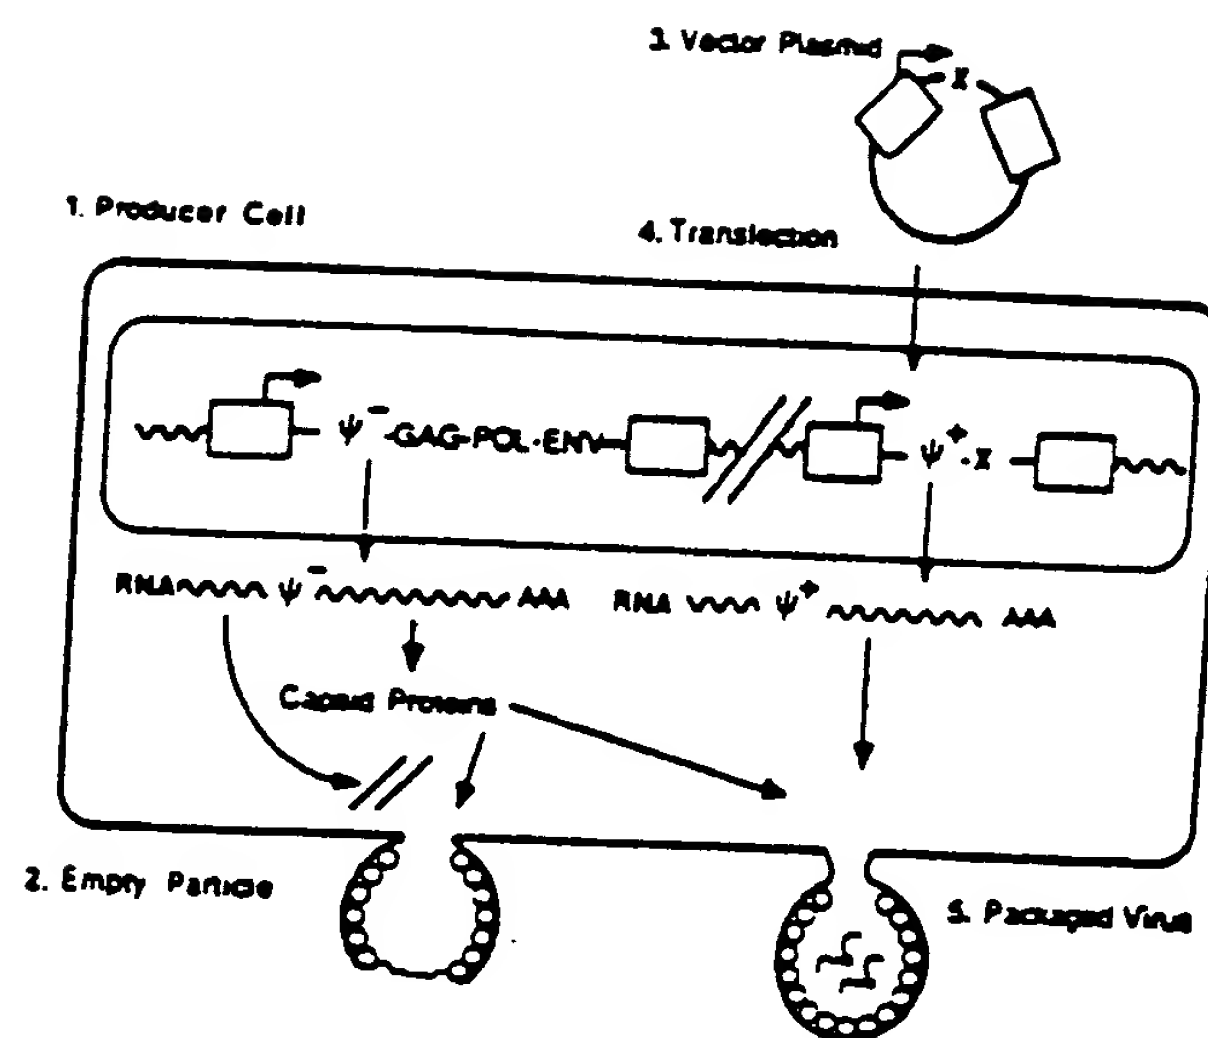 3. Vector Plasmid
X
1. Producer Cell
4. Transfection
ψ⁻-GAG-POL-ENV
ψ⁺-X
RNA ψ⁻ AAA
RNA ψ⁺ AAA
Capsid Proteins
2. Empty Particle
5. Packaged Virus